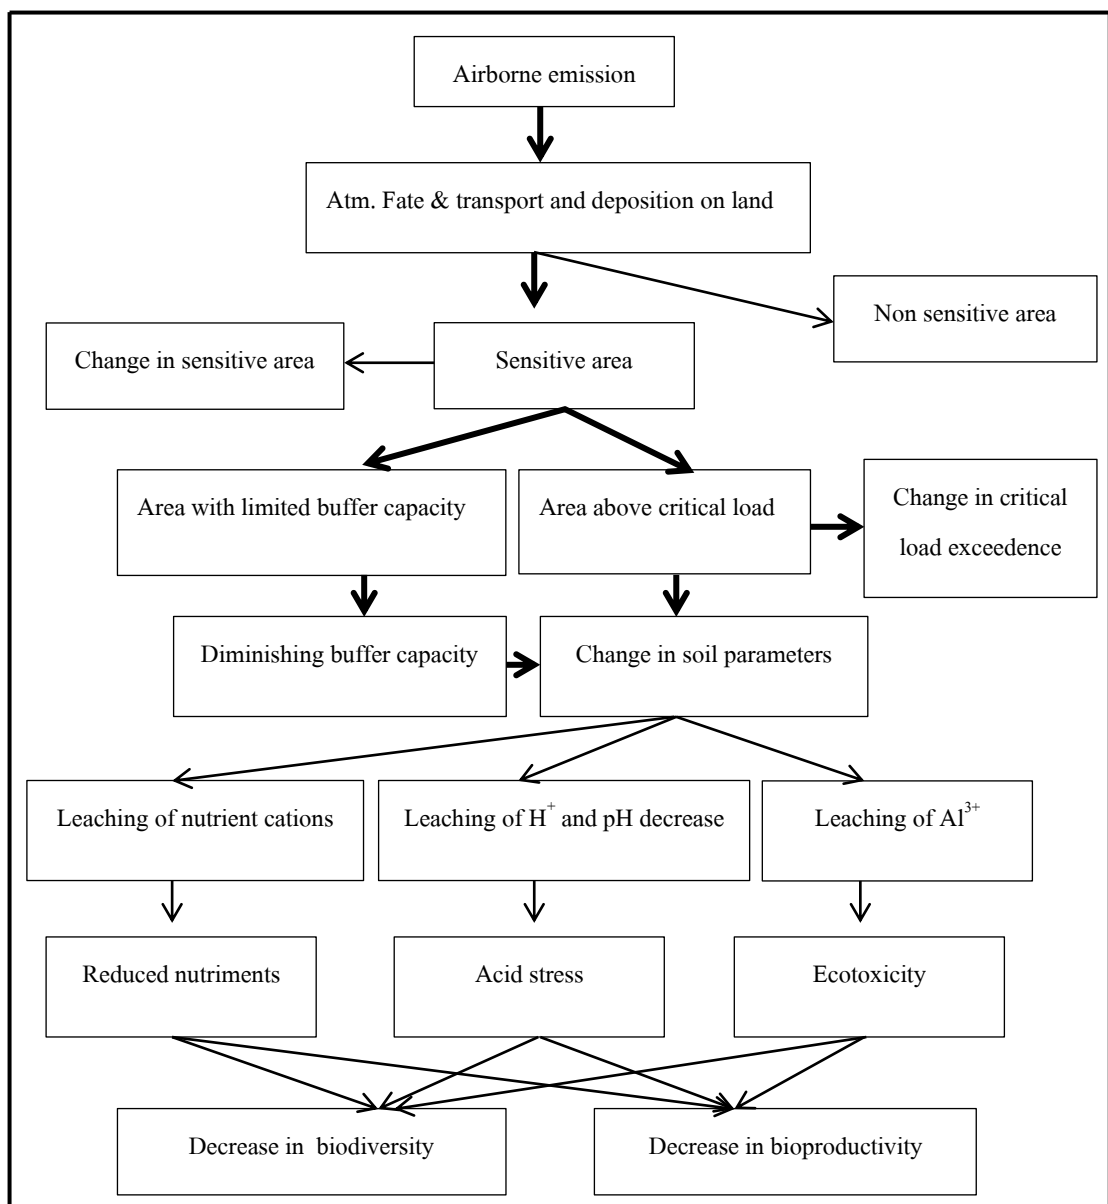 Airborne emission
Atm. Fate & transport and deposition on land
Non sensitive area
Change in sensitive area
Sensitive area
Area with limited buffer capacity
Area above critical load
Change in critical
load exceedence
Diminishing buffer capacity
Change in soil parameters
Leaching of nutrient cations
Leaching of H⁺ and pH decrease
Leaching of Al³⁺
Reduced nutriments
Acid stress
Ecotoxicity
Decrease in biodiversity
Decrease in bioproductivity